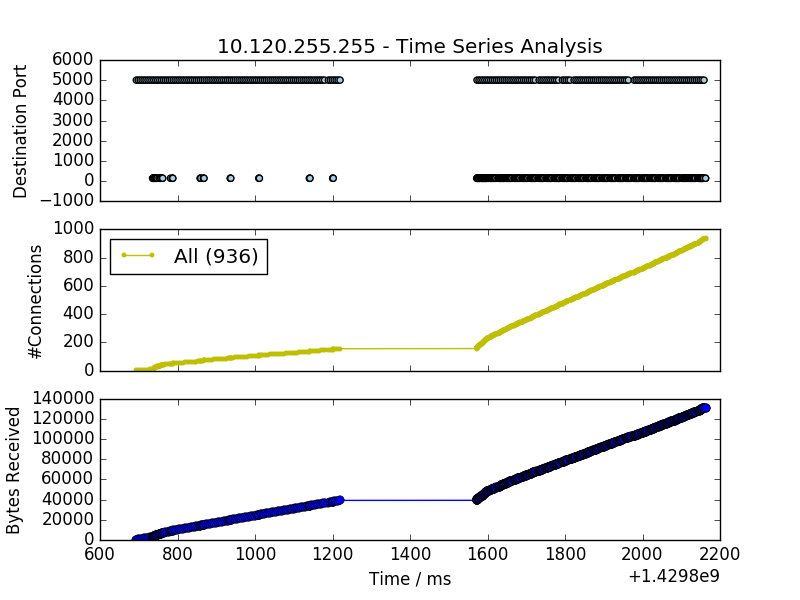 10.120.255.255 - Time Series Analysis
6000
5000
4000
3000
2000
1000
0
−1000
Destination Port
1000
800
600
400
200
0
#Connections
All (936)
140000
120000
100000
80000
60000
40000
20000
0
Bytes Received
600 800 1000 1200 1400 1600 1800 2000 2200
Time / ms
+1.4298e9